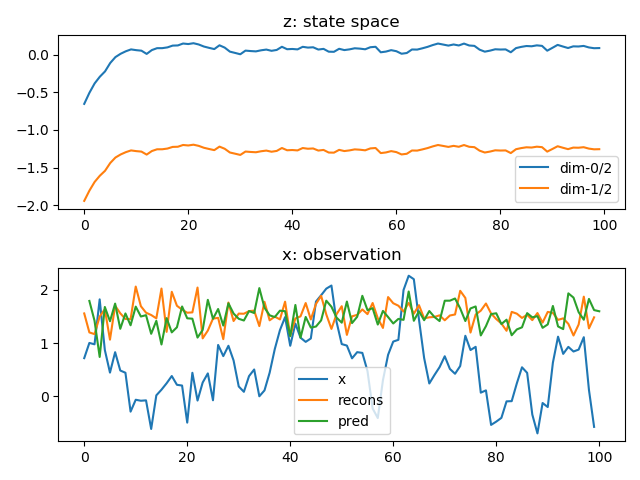 z: state space
0.0
−0.5
−1.0
−1.5
−2.0
dim-0/2
dim-1/2
0 20 40 60 80 100
x: observation
2
1
0
x
recons
pred
0 20 40 60 80 100